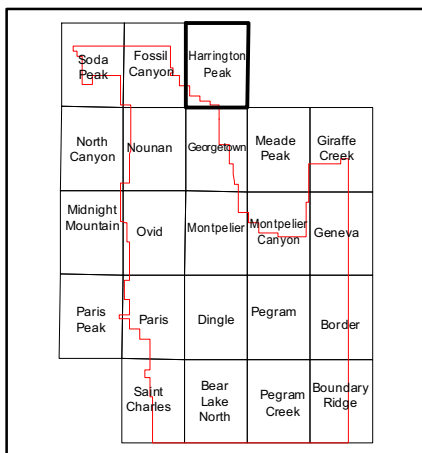 Soda
Peak
Fossil
Canyon
Harrington
Peak
North
Canyon
Nounan
Georgetown
Meade
Peak
Giraffe
Creek
Midnight
Mountain
Ovid
Montpelier
Montpelier
Canyon
Geneva
Paris
Peak
Paris
Dingle
Pegram
Border
Saint
Charles
Bear
Lake
North
Pegram
Creek
Boundary
Ridge